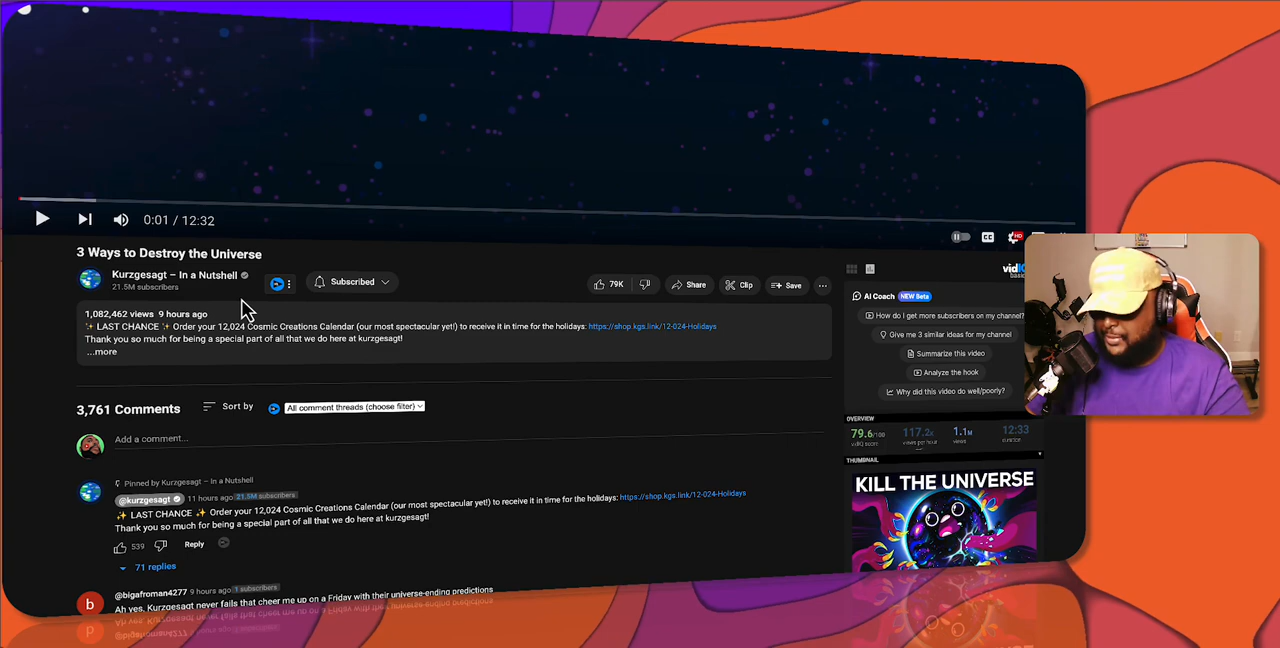 0:01 / 12:32
CC
HD
3 Ways to Destroy the Universe
Kurzgesagt – In a Nutshell
21.5M subscribers
Subscribed
79K
Share
Clip
Save
1,082,462 views 9 hours ago
✨ LAST CHANCE ✨ Order your 12,024 Cosmic Creations Calendar (our most spectacular yet!) to receive it in time for the holidays: https://shop.kgs.link/12-024-Holidays
Thank you so much for being a special part of all that we do here at kurzgesagt!
...more
3,761 Comments
Sort by
All comment threads (choose filter)
Add a comment...
Pinned by Kurzgesagt – In a Nutshell
@kurzgesagt 11 hours ago 21.5M subscribers
✨ LAST CHANCE ✨ Order your 12,024 Cosmic Creations Calendar (our most spectacular yet!) to receive it in time for the holidays: https://shop.kgs.link/12-024-Holidays
Thank you so much for being a special part of all that we do here at kurzgesagt!
539
Reply
71 replies
b
@bigafroman4277 9 hours ago 1 subscribers
Ah yes, Kurzgesagt never fails that cheer me up on a Friday with their universe-ending predictions
AI Coach NEW Beta
How do I get more subscribers on my channel?
Give me 3 similar ideas for my channel
Summarize this video
Analyze the hook
Why did this video do well/poorly?
OVERVIEW
79.6/100
vidIQ score
117.2k
views per hour
1.1M
views
12:33
duration
THUMBNAIL
KILL THE UNIVERSE